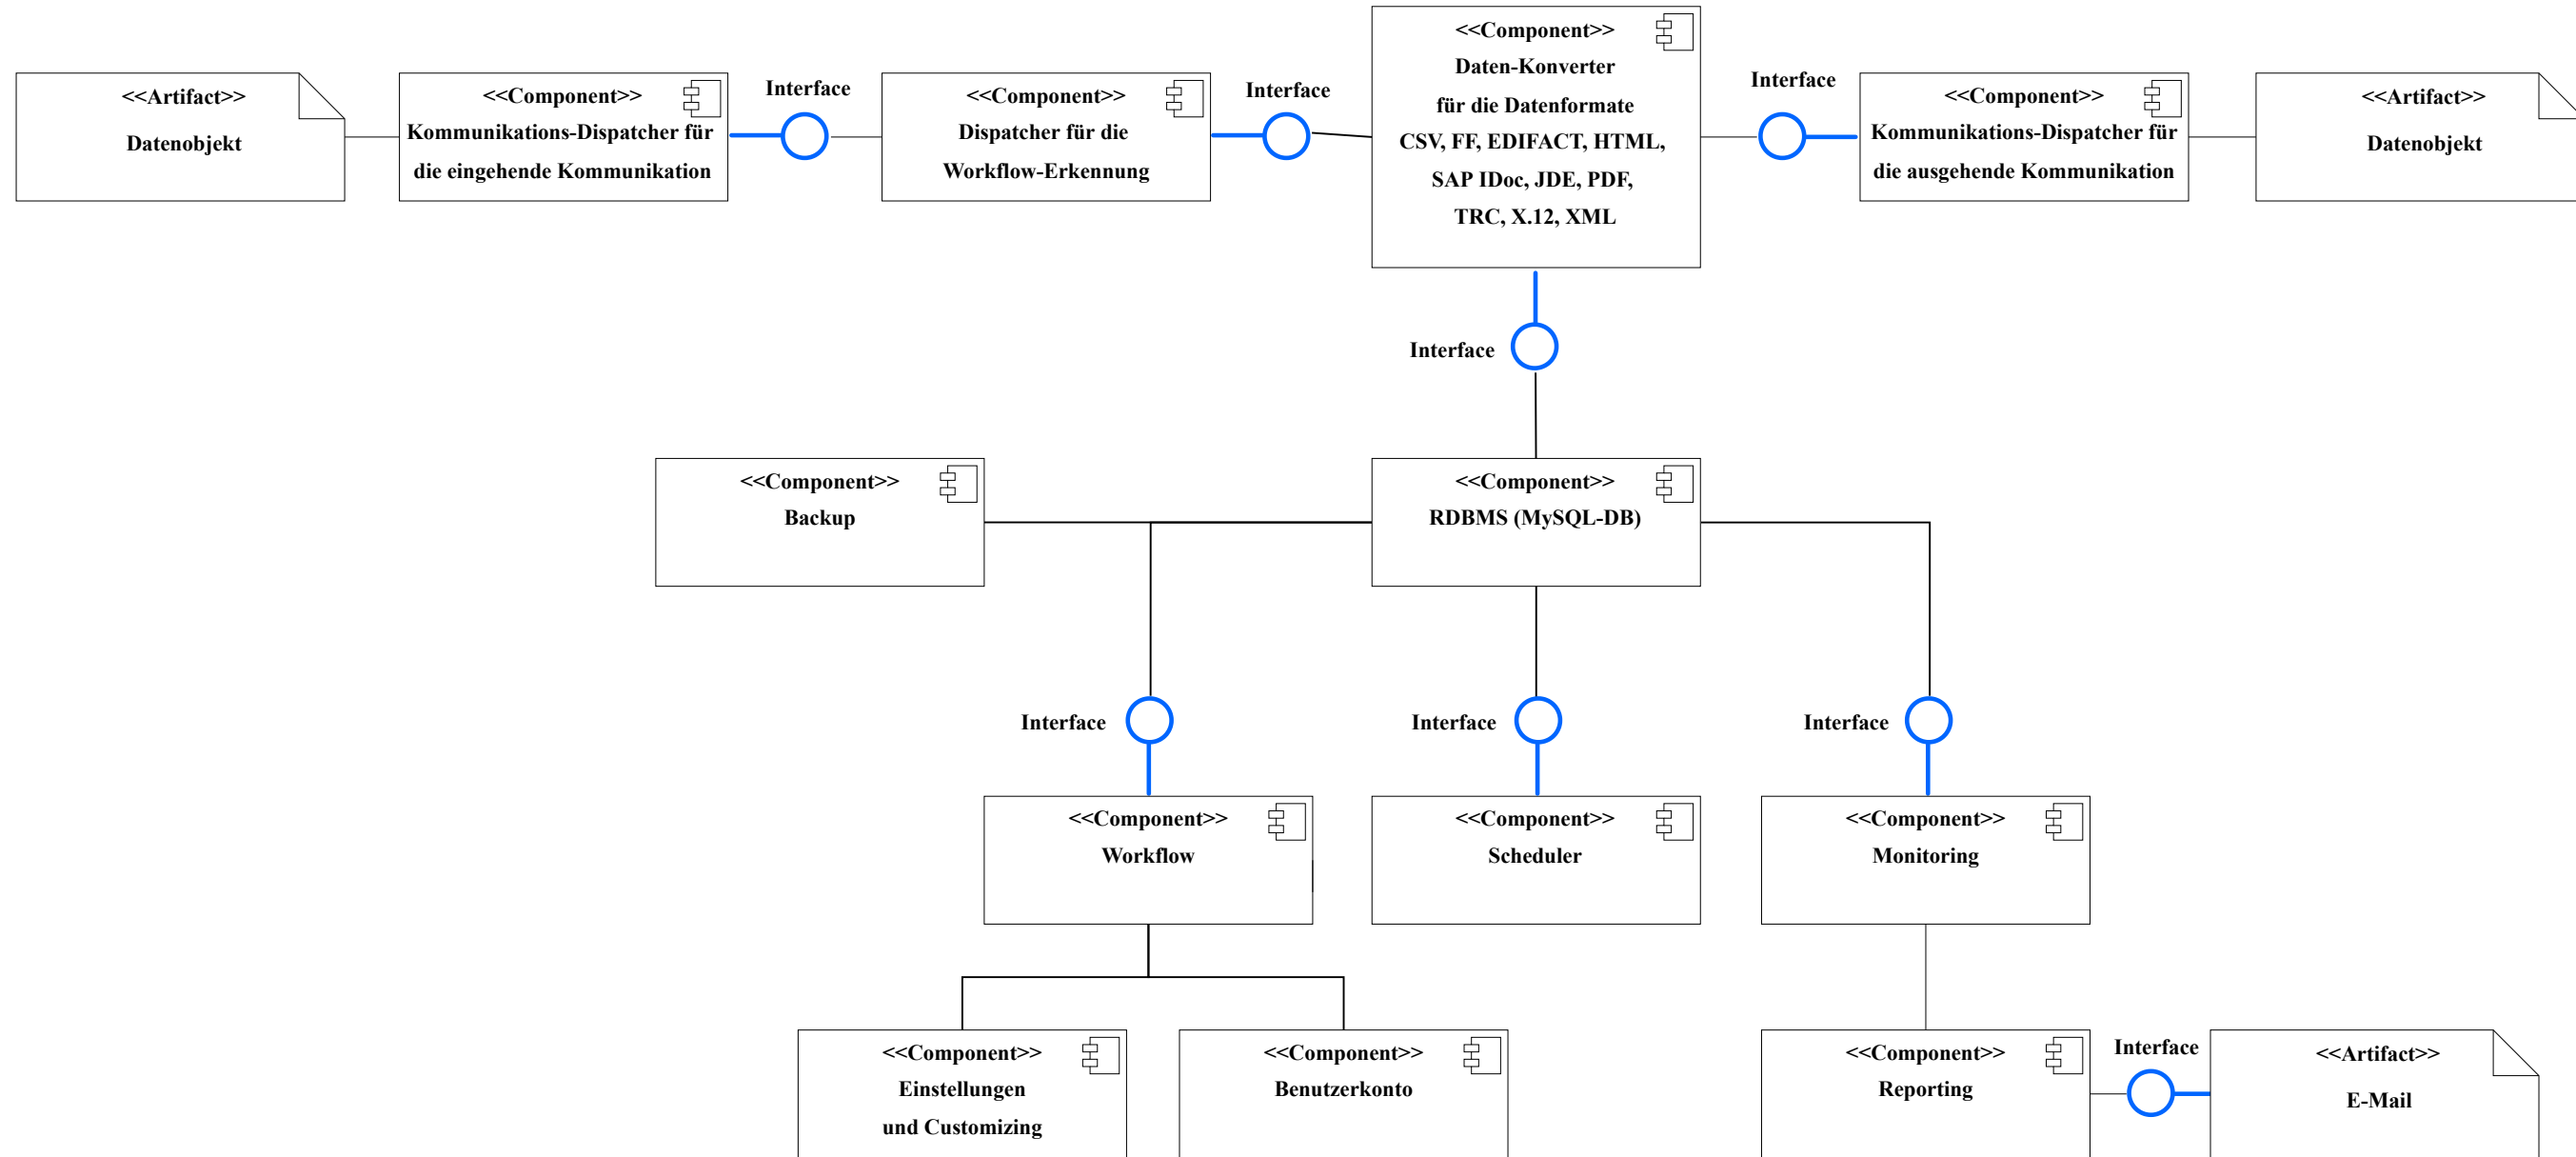 <<Artifact>>
Datenobjekt
<<Component>>
Kommunikations-Dispatcher für
die eingehende Kommunikation
Interface
<<Component>>
Dispatcher für die
Workflow-Erkennung
Interface
<<Component>>
Daten-Konverter
für die Datenformate
CSV, FF, EDIFACT, HTML,
SAP IDoc, JDE, PDF,
TRC, X.12, XML
Interface
<<Component>>
Kommunikations-Dispatcher für
die ausgehende Kommunikation
<<Artifact>>
Datenobjekt
Interface
<<Component>>
Backup
<<Component>>
RDBMS (MySQL-DB)
Interface
Interface
Interface
<<Component>>
Workflow
<<Component>>
Scheduler
<<Component>>
Monitoring
<<Component>>
Einstellungen
und Customizing
<<Component>>
Benutzerkonto
<<Component>>
Reporting
Interface
<<Artifact>>
E-Mail